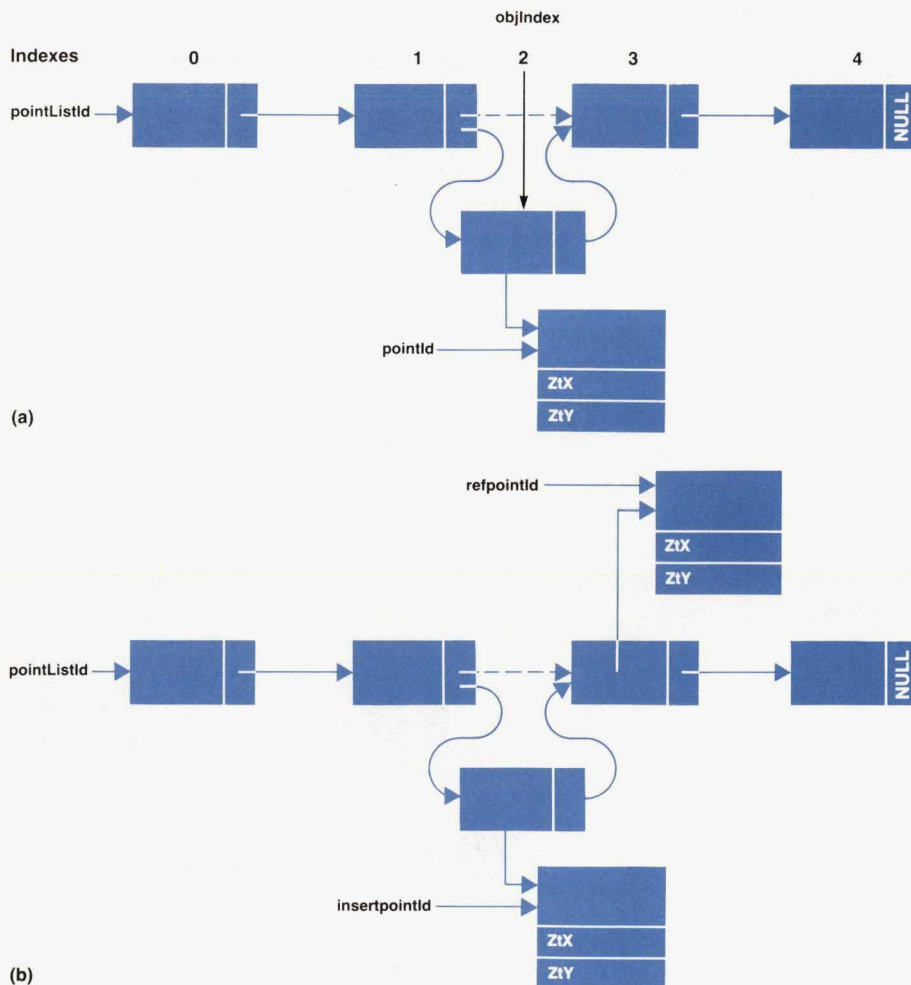 objIndex
Indexes 0 1 2 3 4
pointListId
NULL
pointId
ZtX
ZtY
(a)
refpointId
ZtX
ZtY
pointListId
NULL
insertpointId
ZtX
ZtY
(b)